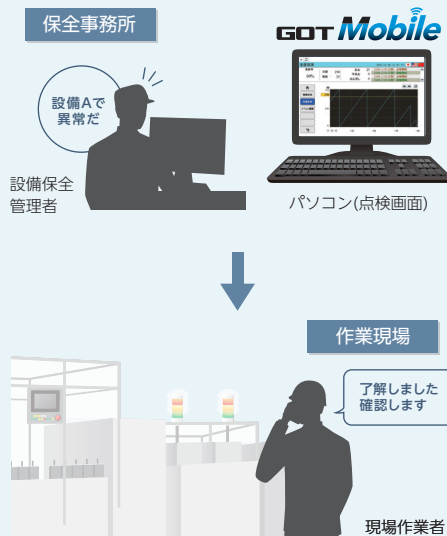 保全事務所
GOT Mobile
設備Aで
異常だ
設備保全
管理者
パソコン(点検画面)
作業現場
了解しました
確認します
現場作業者